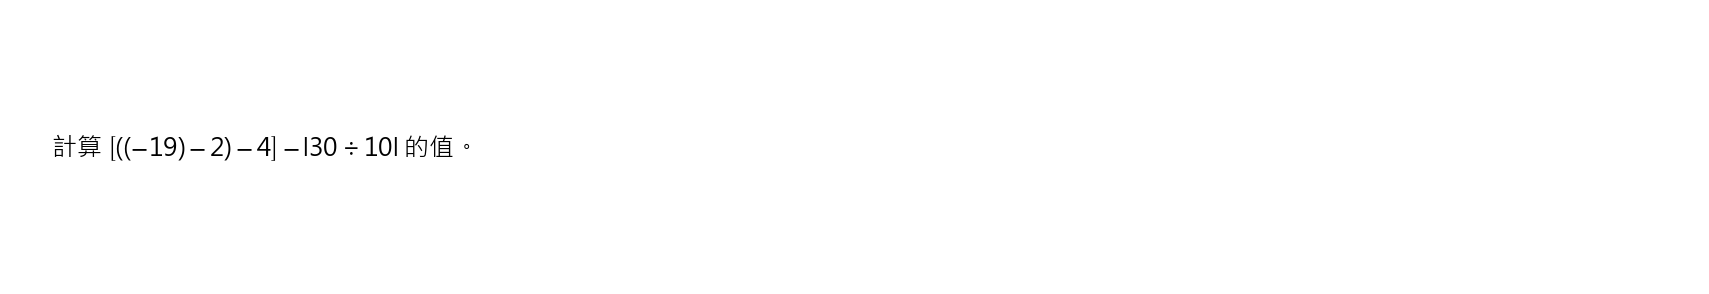 計算 [((–19) – 2) – 4] – |30 ÷ 10| 的值。